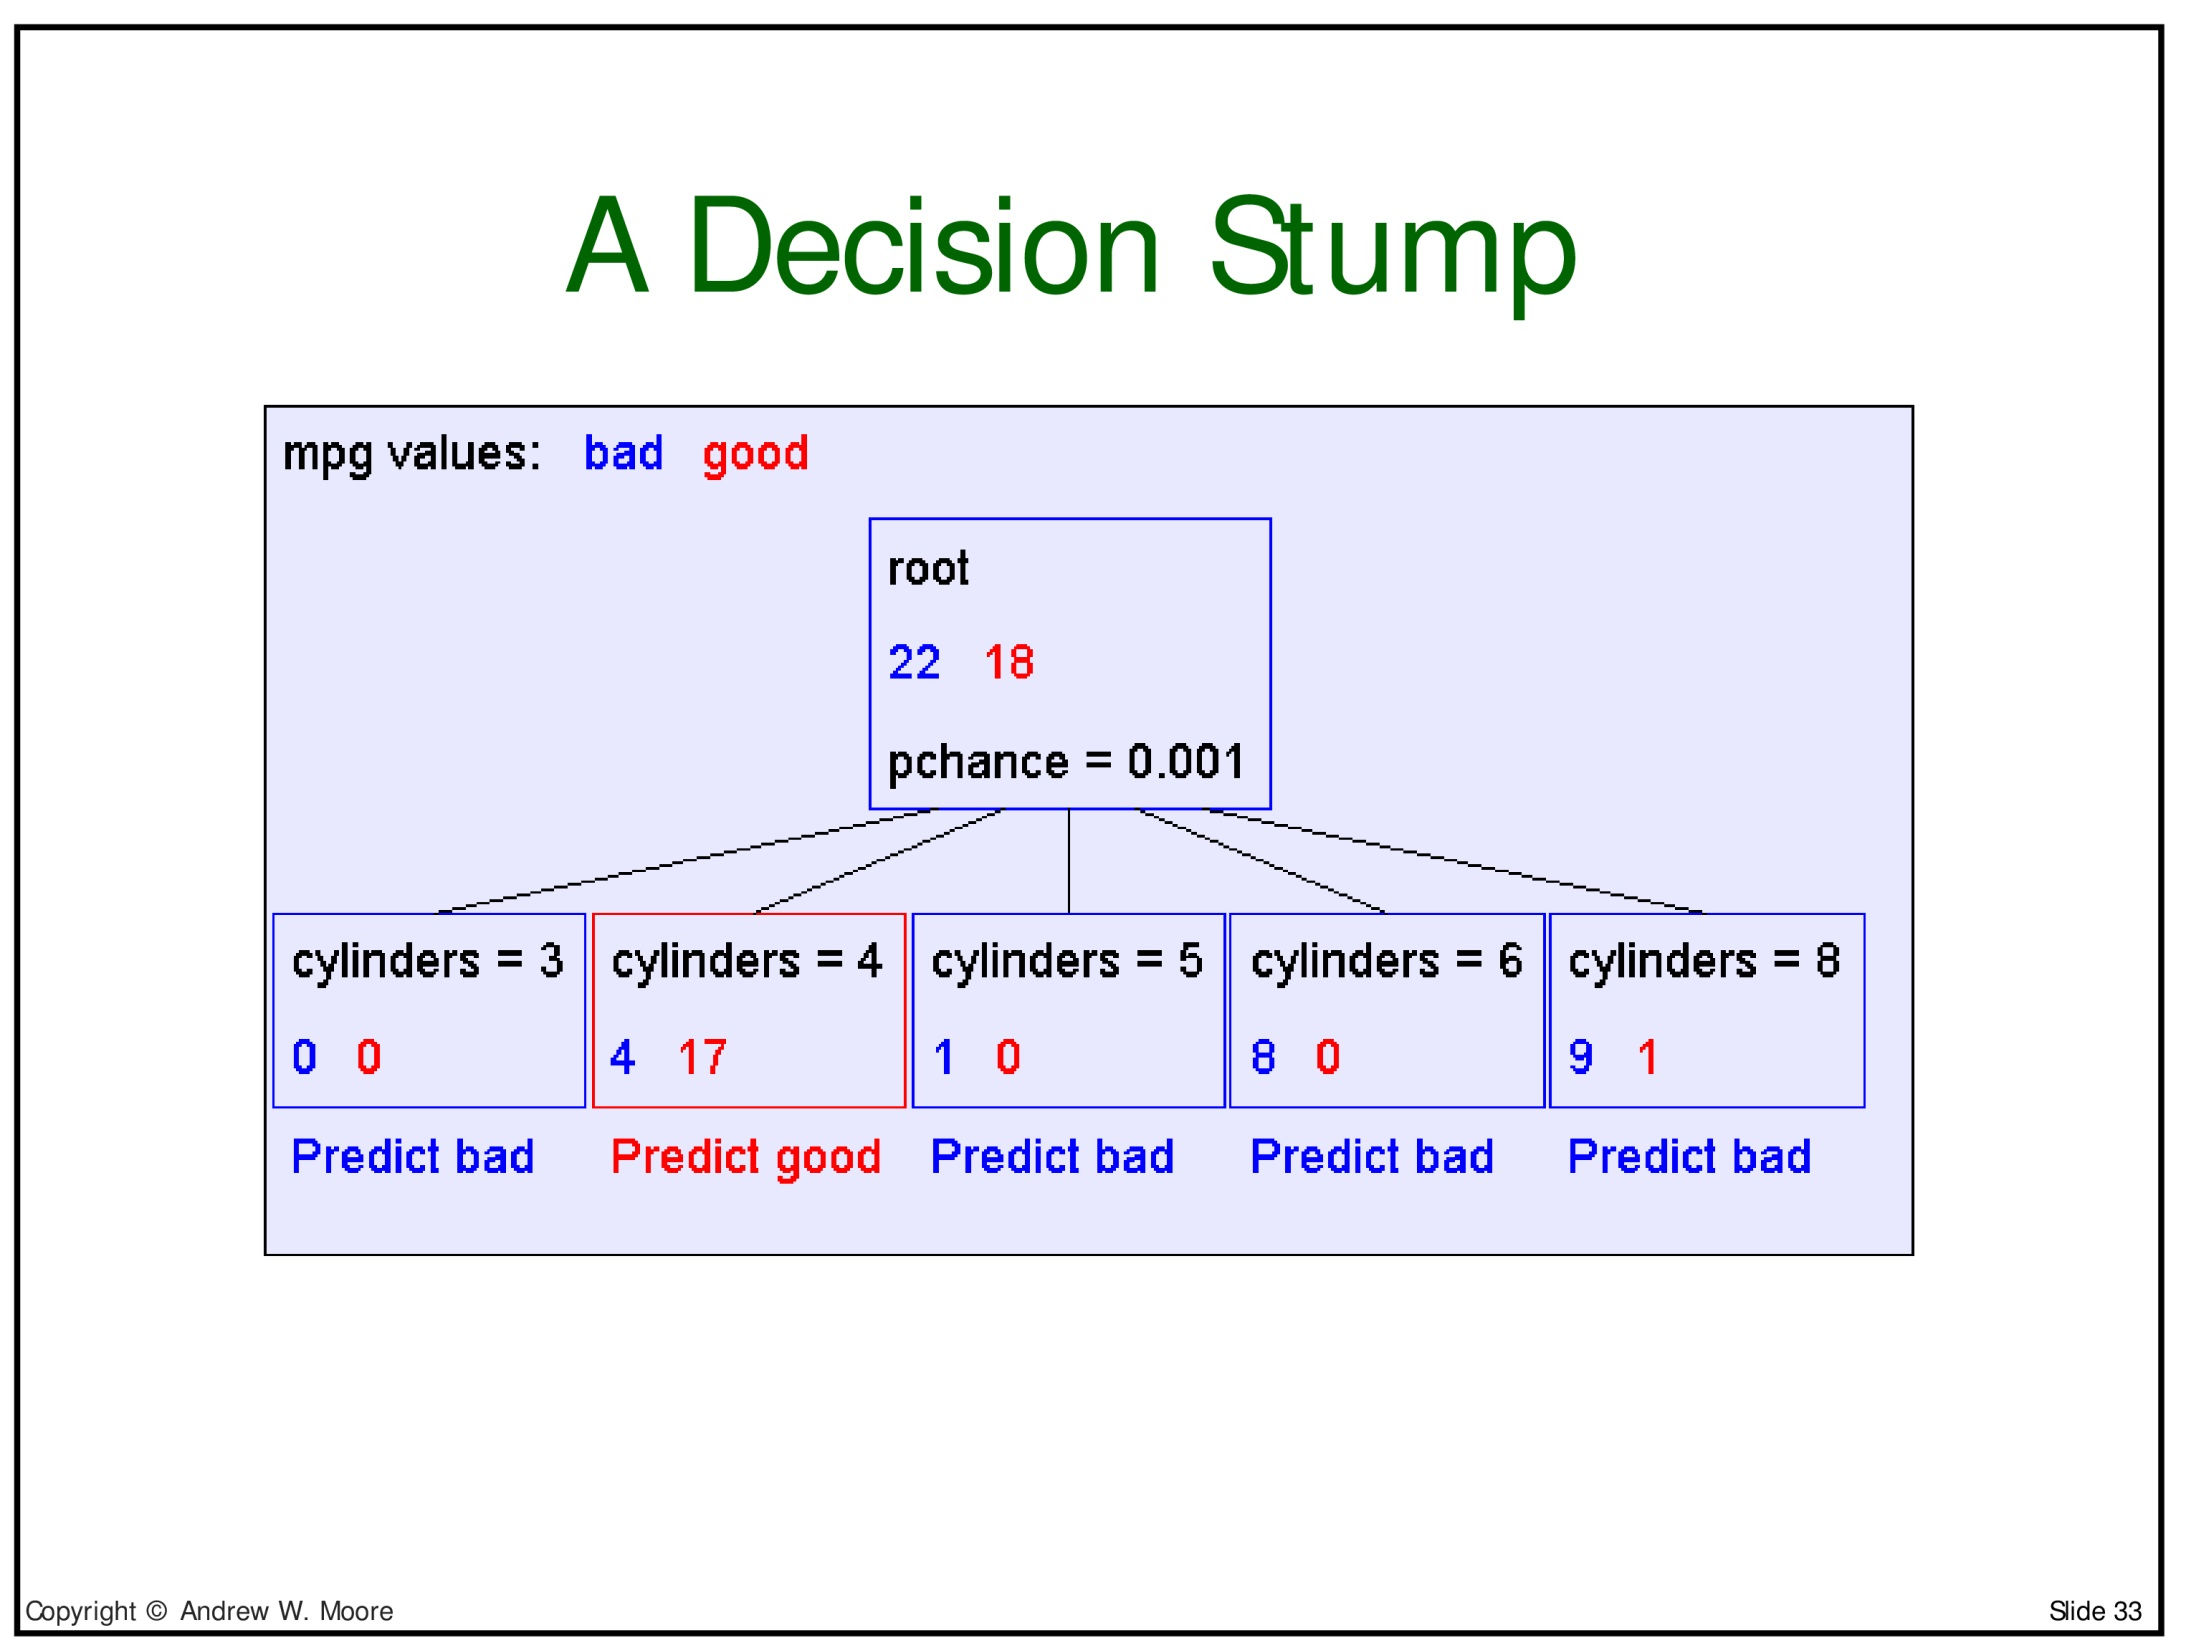 A Decision Stump
mpg values: bad good
root
22 18
pchance = 0.001
cylinders = 3 cylinders = 4 cylinders = 5 cylinders = 6 cylinders = 8
0 0 4 17 1 0 8 0 9 1
Predict bad Predict good Predict bad Predict bad Predict bad
Copyright © Andrew W. Moore
Slide 33